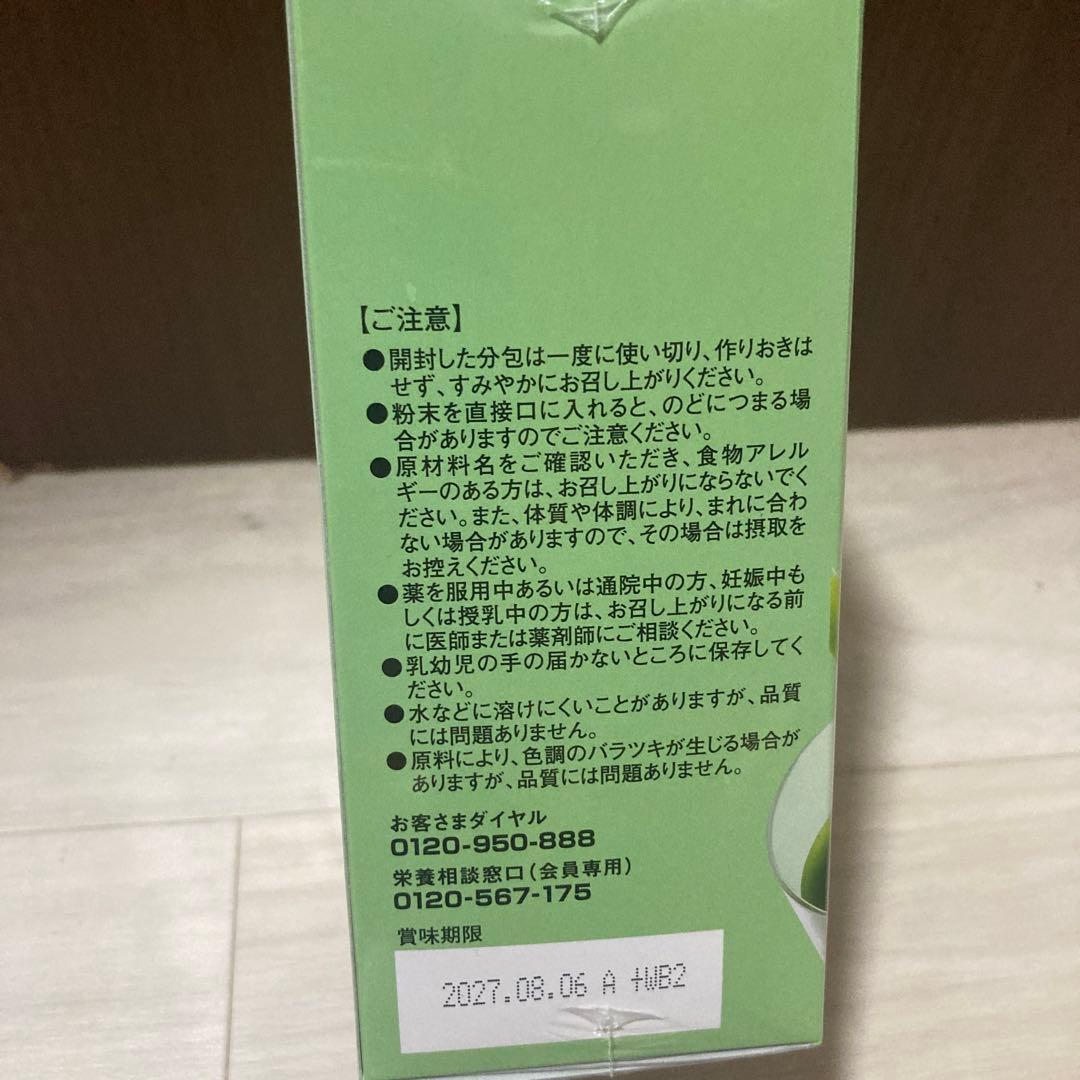 【ご注意】
●開封した分包は一度に使い切り、作りおきは
せず、すみやかにお召し上がりください。
●粉末を直接口に入れると、のどにつまる場
合がありますのでご注意ください。
●原材料名をご確認いただき、食物アレル
ギーのある方は、お召し上がりにならないでく
ださい。また、体質や体調により、まれに合わ
ない場合がありますので、その場合は摂取を
お控えください。
●薬を服用中あるいは通院中の方、妊娠中も
しくは授乳中の方は、お召し上がりになる前
に医師または薬剤師にご相談ください。
●乳幼児の手の届かないところに保存してく
ださい。
●水などに溶けにくいことがありますが、品質
には問題ありません。
●原料により、色調のバラツキが生じる場合が
ありますが、品質には問題ありません。
お客さまダイヤル
0120-950-888
栄養相談窓口(会員専用)
0120-567-175
賞味期限
2027.08.06 A +WB2